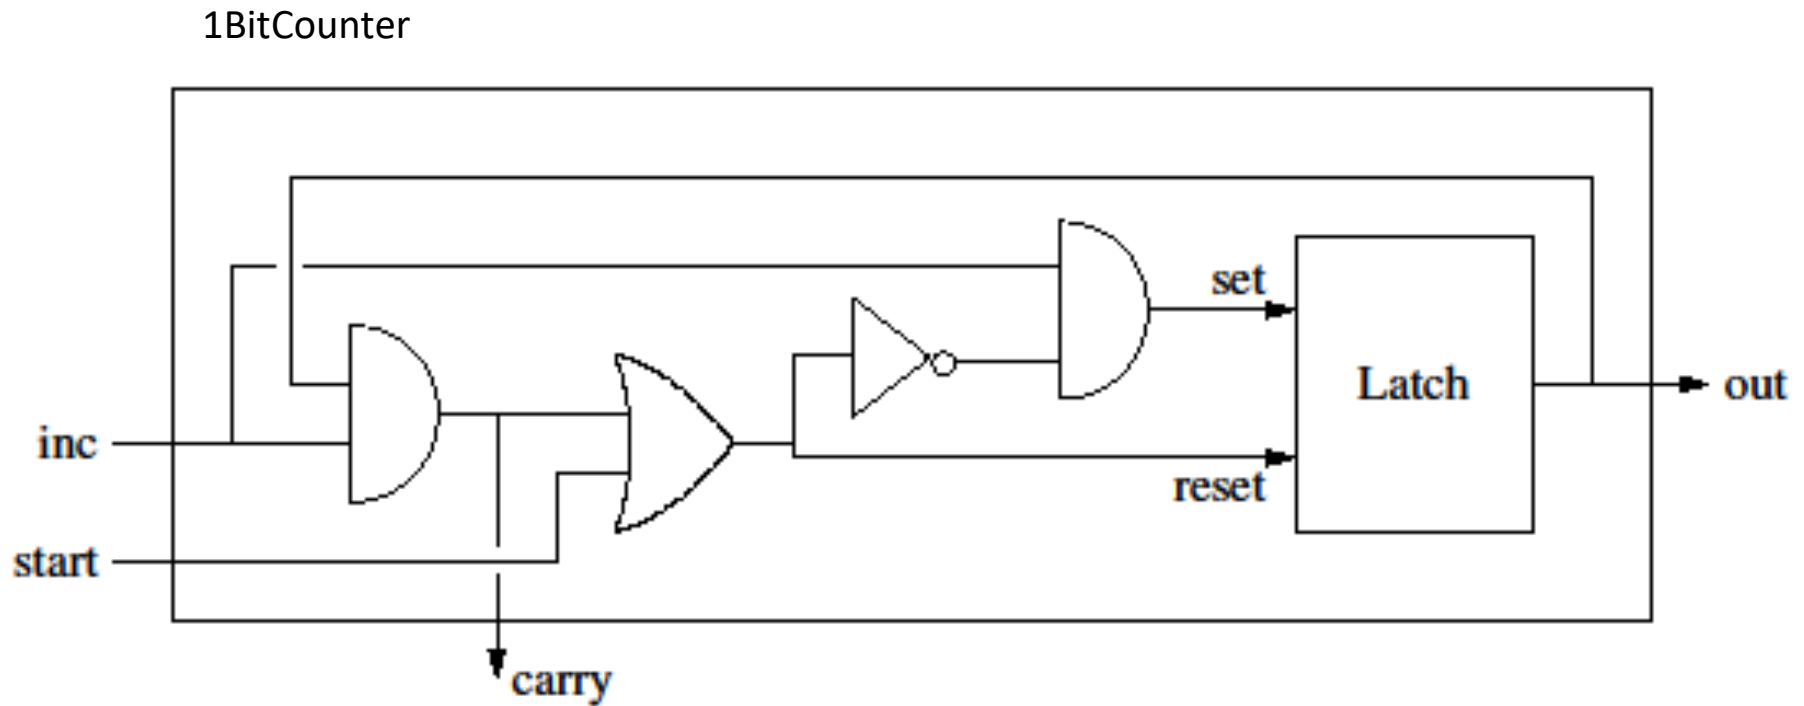 1BitCounter
set
Latch
out
inc
reset
start
carry